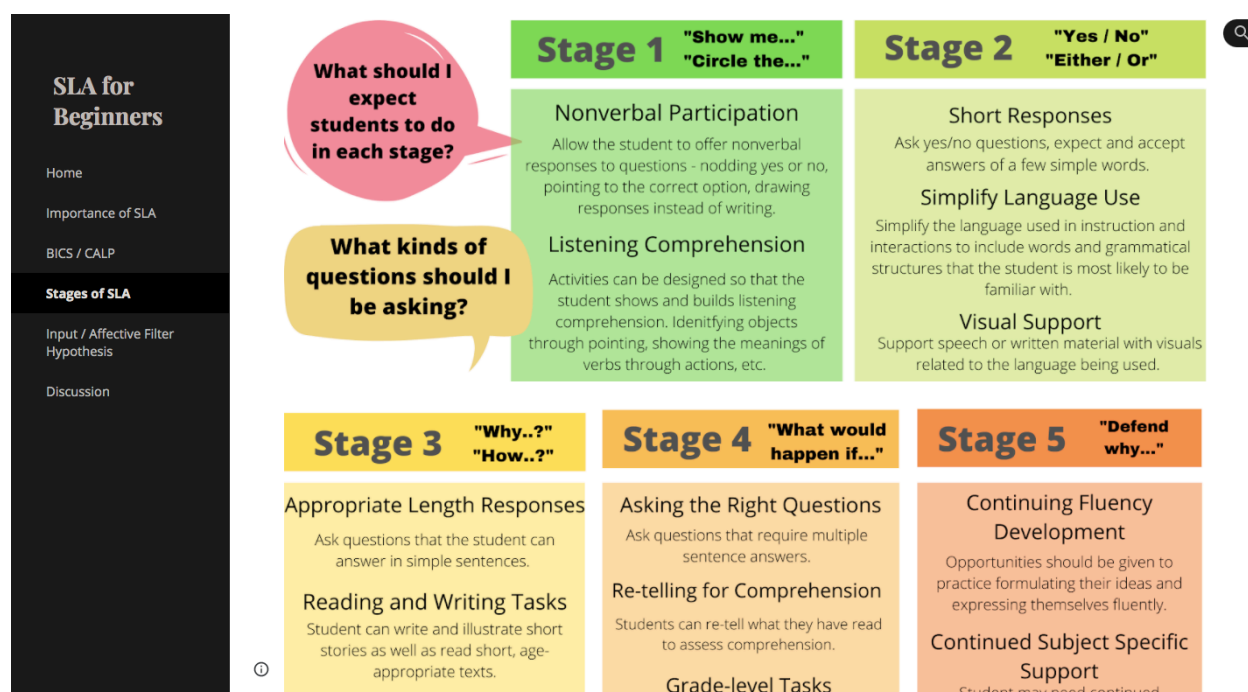 SLA for
Beginners
Home
Importance of SLA
BICS / CALP
Stages of SLA
Input / Affective Filter
Hypothesis
Discussion
What should I
expect
students to do
in each stage?
What kinds of
questions should I
be asking?
Stage 1
"Show me..."
"Circle the..."
Nonverbal Participation
Allow the student to offer nonverbal
responses to questions - nodding yes or no,
pointing to the correct option, drawing
responses instead of writing.
Listening Comprehension
Activities can be designed so that the
student shows and builds listening
comprehension. Idenitfying objects
through pointing, showing the meanings of
verbs through actions, etc.
Stage 2
"Yes / No"
"Either / Or"
Short Responses
Ask yes/no questions, expect and accept
answers of a few simple words.
Simplify Language Use
Simplify the language used in instruction and
interactions to include words and grammatical
structures that the student is most likely to be
familiar with.
Visual Support
Support speech or written material with visuals
related to the language being used.
Stage 3
"Why..?"
"How..?"
Appropriate Length Responses
Ask questions that the student can
answer in simple sentences.
Reading and Writing Tasks
Student can write and illustrate short
stories as well as read short, age-
appropriate texts.
Stage 4
"What would
happen if..."
Asking the Right Questions
Ask questions that require multiple
sentence answers.
Re-telling for Comprehension
Students can re-tell what they have read
to assess comprehension.
Grade-level Tasks
Stage 5
"Defend
why..."
Continuing Fluency
Development
Opportunities should be given to
practice formulating their ideas and
expressing themselves fluently.
Continued Subject Specific
Support
Student may need continued